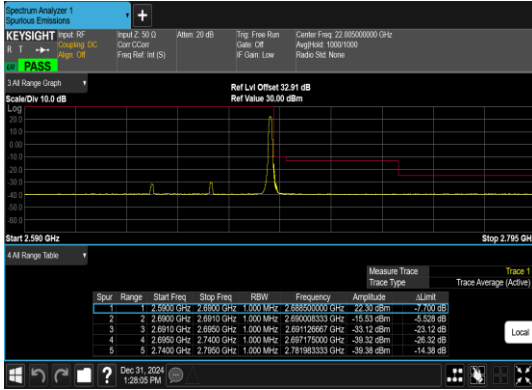 Spectrum Analyzer 1
Spurious Emissions
KEYSIGHT Input: RF Input Z: 50 Ω Atten: 20 dB Trig: Free Run Center Freq: 22.005000000 GHz
R T Coupling: DC Corr CCorr Gate: Off Avg|Hold: 1000/1000
Align: Off Freq Ref: Int (S) IF Gain: Low Radio Std: None
PASS
3 All Range Graph
Ref Lvl Offset 32.91 dB
Scale/Div 10.0 dB Ref Value 30.00 dBm
Log
20.0
10.0
0.00
-10.0
-20.0
-30.0
-40.0
-50.0
-60.0
Start 2.590 GHz Stop 2.795 GH
4 All Range Table
Measure Trace Trace 1
Trace Type Trace Average (Active)
Spur Range Start Freq Stop Freq RBW Frequency Amplitude ΔLimit
1 1 2.5900 GHz 2.6900 GHz 1.000 MHz 2.688500000 GHz 22.30 dBm -7.700 dB
2 2 2.6900 GHz 2.6910 GHz 1.000 MHz 2.690008333 GHz -15.53 dBm -5.528 dB
3 3 2.6910 GHz 2.6950 GHz 1.000 MHz 2.691126667 GHz -33.12 dBm -23.12 dB
4 4 2.6950 GHz 2.7400 GHz 1.000 MHz 2.697175000 GHz -39.32 dBm -26.32 dB
5 5 2.7400 GHz 2.7950 GHz 1.000 MHz 2.781983333 GHz -39.38 dBm -14.38 dB
Local
Dec 31, 2024
1:28:05 PM